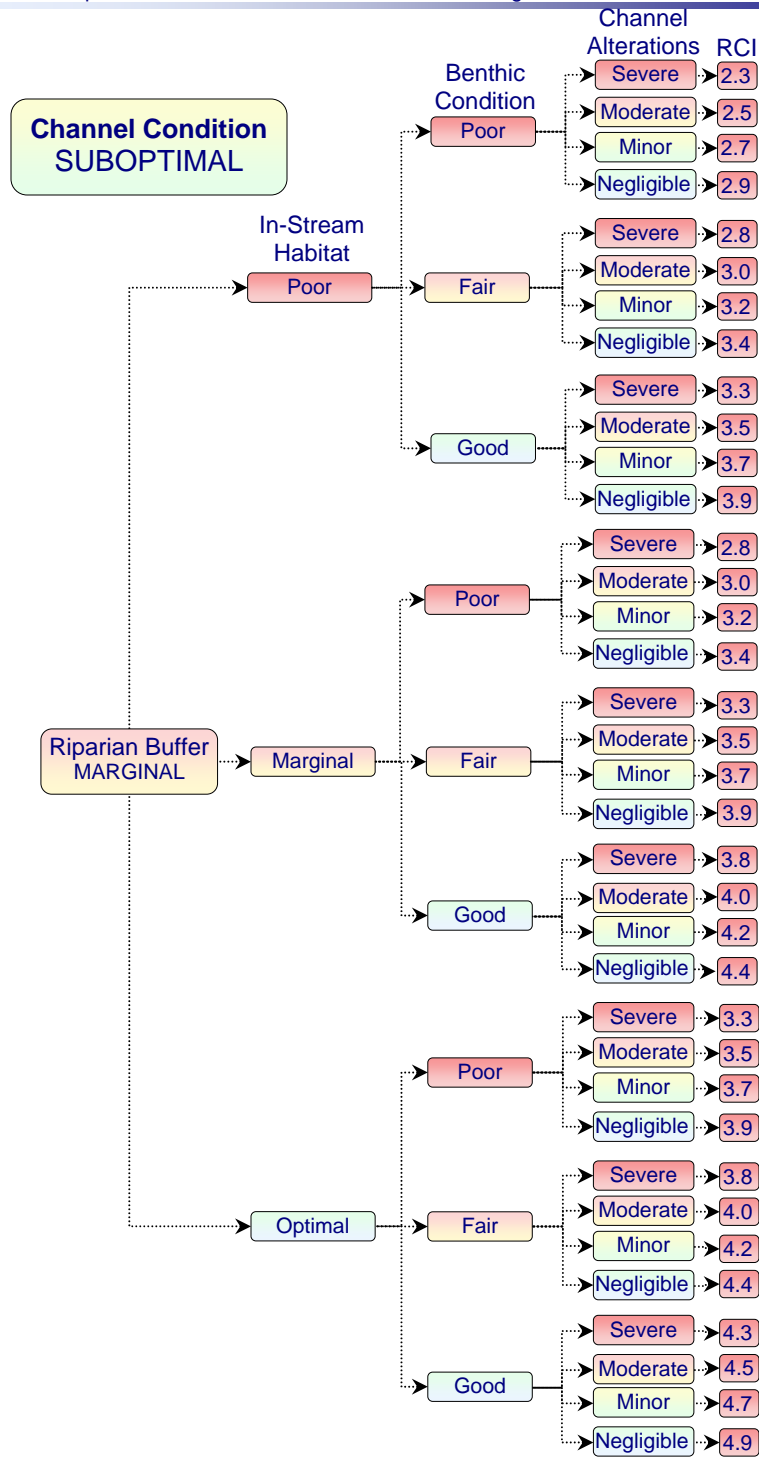 Channel
Alterations RCI
Benthic
Condition
Channel Condition
SUBOPTIMAL
In-Stream
Habitat
Riparian Buffer
MARGINAL
Poor
Poor
Severe 2.3
Moderate 2.5
Minor 2.7
Negligible 2.9
Fair
Severe 2.8
Moderate 3.0
Minor 3.2
Negligible 3.4
Good
Severe 3.3
Moderate 3.5
Minor 3.7
Negligible 3.9
Marginal
Poor
Severe 2.8
Moderate 3.0
Minor 3.2
Negligible 3.4
Fair
Severe 3.3
Moderate 3.5
Minor 3.7
Negligible 3.9
Good
Severe 3.8
Moderate 4.0
Minor 4.2
Negligible 4.4
Optimal
Poor
Severe 3.3
Moderate 3.5
Minor 3.7
Negligible 3.9
Fair
Severe 3.8
Moderate 4.0
Minor 4.2
Negligible 4.4
Good
Severe 4.3
Moderate 4.5
Minor 4.7
Negligible 4.9